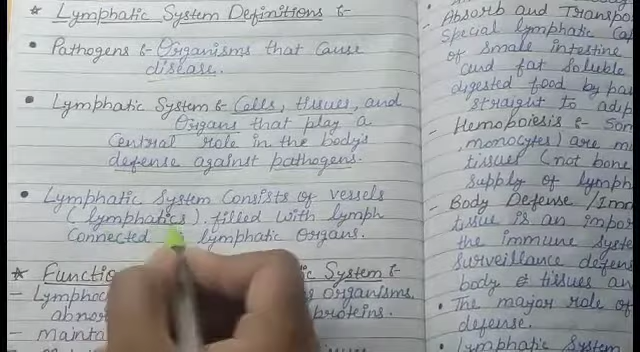 * Lymphatic System Definitions :-
• Pathogens :- Organisms that cause
disease.
• Lymphatic System :- Cells, tissues, and
Organs that play a
Central role in the body's
defense against pathogens.
• Lymphatic System Consists of vessels
(lymphatics) filled with lymph
Connected lymphatic Organs.
* Functio ic System :-
- Lymphoc organisms.
abnor proteins.
- Mainta
- Absorb and Transpo
Special lymphatic Ca
of small intestine
and fat soluble
digested food by pa
straight to adip
- Hemopoiesis :- Som
monocytes) are m
tissues (not bone
Supply of lymph
- Body Defense / Imm
tissue is an impor
the immune Syste
Surveillance defens
body & tissues an
• The major role of
defense.
• Lymphatic System